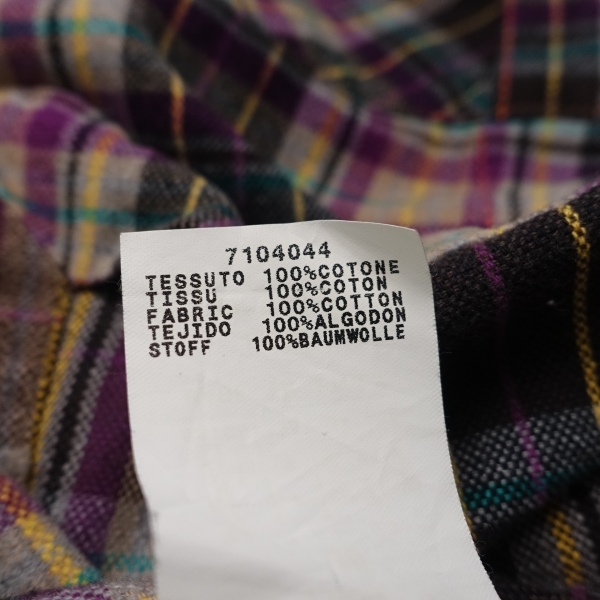 7104044
TESSUTO 100%COTONE
TISSU 100%COTON
FABRIC 100%COTTON
TEJIDO 100%ALGODON
STOFF 100%BAUMWOLLE